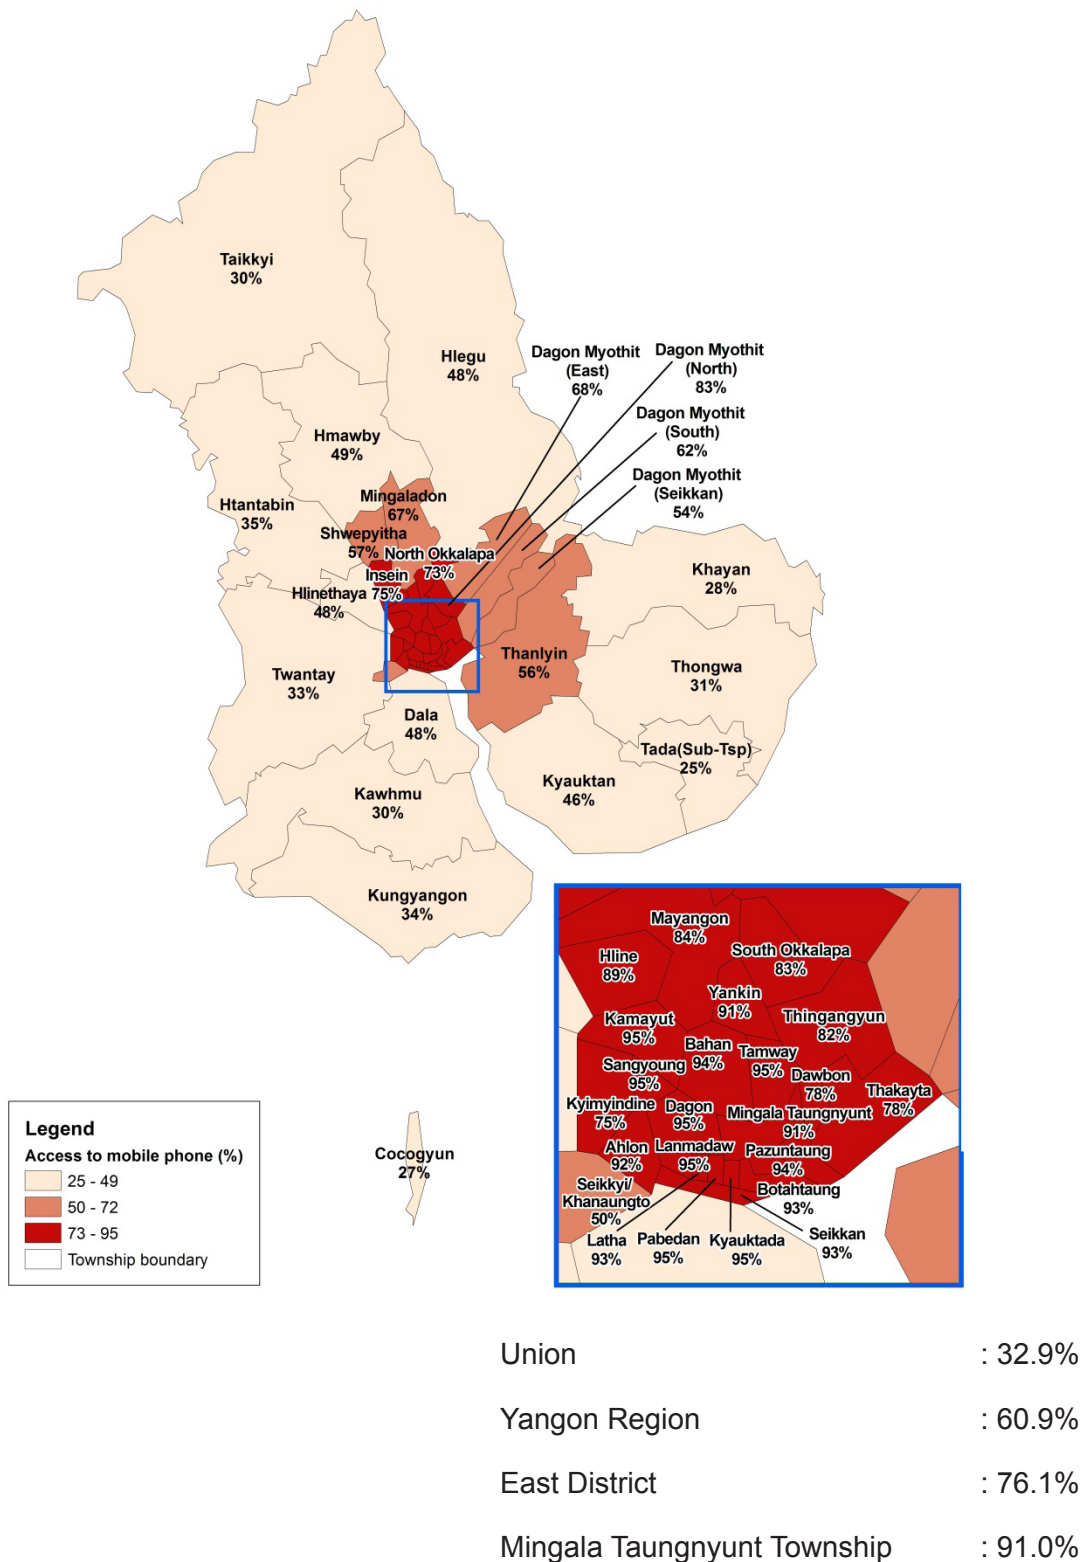 Taikkyi
30%
Hlegu
48%
Dagon Myothit
(East)
68%
Dagon Myothit
(North)
83%
Dagon Myothit
(South)
62%
Dagon Myothit
(Seikkan)
54%
Hmawby
49%
Htantabin
35%
Mingaladon
67%
Shwepyitha
57%
North Okkalapa
73%
Insein
75%
Hlinethaya
48%
Khayan
28%
Twantay
33%
Thanlyin
56%
Thongwa
31%
Dala
48%
Tada(Sub-Tsp)
25%
Kyauktan
46%
Kawhmu
30%
Kungyangon
34%
Cocogyun
27%
Mayangon
84%
South Okkalapa
83%
Hline
89%
Yankin
91%
Thingangyun
82%
Kamayut
95%
Bahan
94%
Tamway
95%
Sangyoung
95%
Dawbon
78%
Thakayta
78%
Kyimyindine
75%
Dagon
95%
Mingala Taungnyunt
91%
Ahlon
92%
Lanmadaw
95%
Pazuntaung
94%
Seikkyi/
Khanaungto
50%
Botahtaung
93%
Latha
93%
Pabedan
95%
Kyauktada
95%
Seikkan
93%
Legend
Access to mobile phone (%)
25 - 49
50 - 72
73 - 95
Township boundary
Union : 32.9%
Yangon Region : 60.9%
East District : 76.1%
Mingala Taungnyunt Township : 91.0%